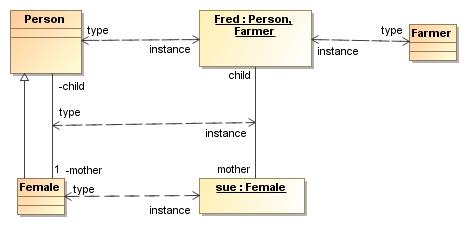 Person
type
instance
Fred : Person,
Farmer
type
instance
Farmer
-child
child
type
instance
1
-mother
mother
Female
type
instance
sue : Female